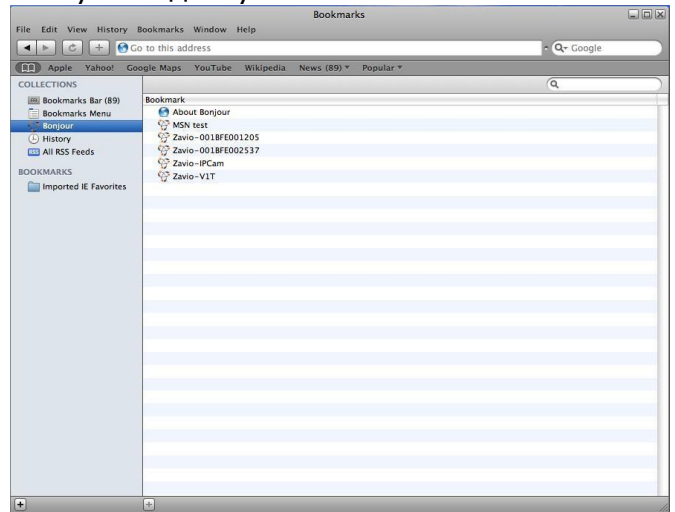 Bookmarks
File Edit View History Bookmarks Window Help
Go to this address
Google
Apple Yahoo! Google Maps YouTube Wikipedia News (89) Popular
COLLECTIONS
Bookmarks Bar (89)
Bookmarks Menu
Bonjour
History
RSS All RSS Feeds
BOOKMARKS
Imported IE Favorites
Bookmark
About Bonjour
MSN test
Zavio-001BFE001205
Zavio-001BFE002537
Zavio-IPCam
Zavio-V1T